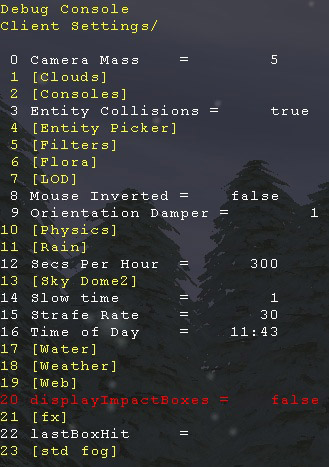 Debug Console
Client Settings/
0 Camera Mass = 5
1 [Clouds]
2 [Consoles]
3 Entity Collisions = true
4 [Entity Picker]
5 [Filters]
6 [Flora]
7 [LOD]
8 Mouse Inverted = false
9 Orientation Damper = 1
10 [Physics]
11 [Rain]
12 Secs Per Hour = 300
13 [Sky Dome2]
14 Slow time = 1
15 Strafe Rate = 30
16 Time of Day = 11:43
17 [Water]
18 [Weather]
19 [Web]
20 displayImpactBoxes = false
21 [fx]
22 lastBoxHit =
23 [std fog]